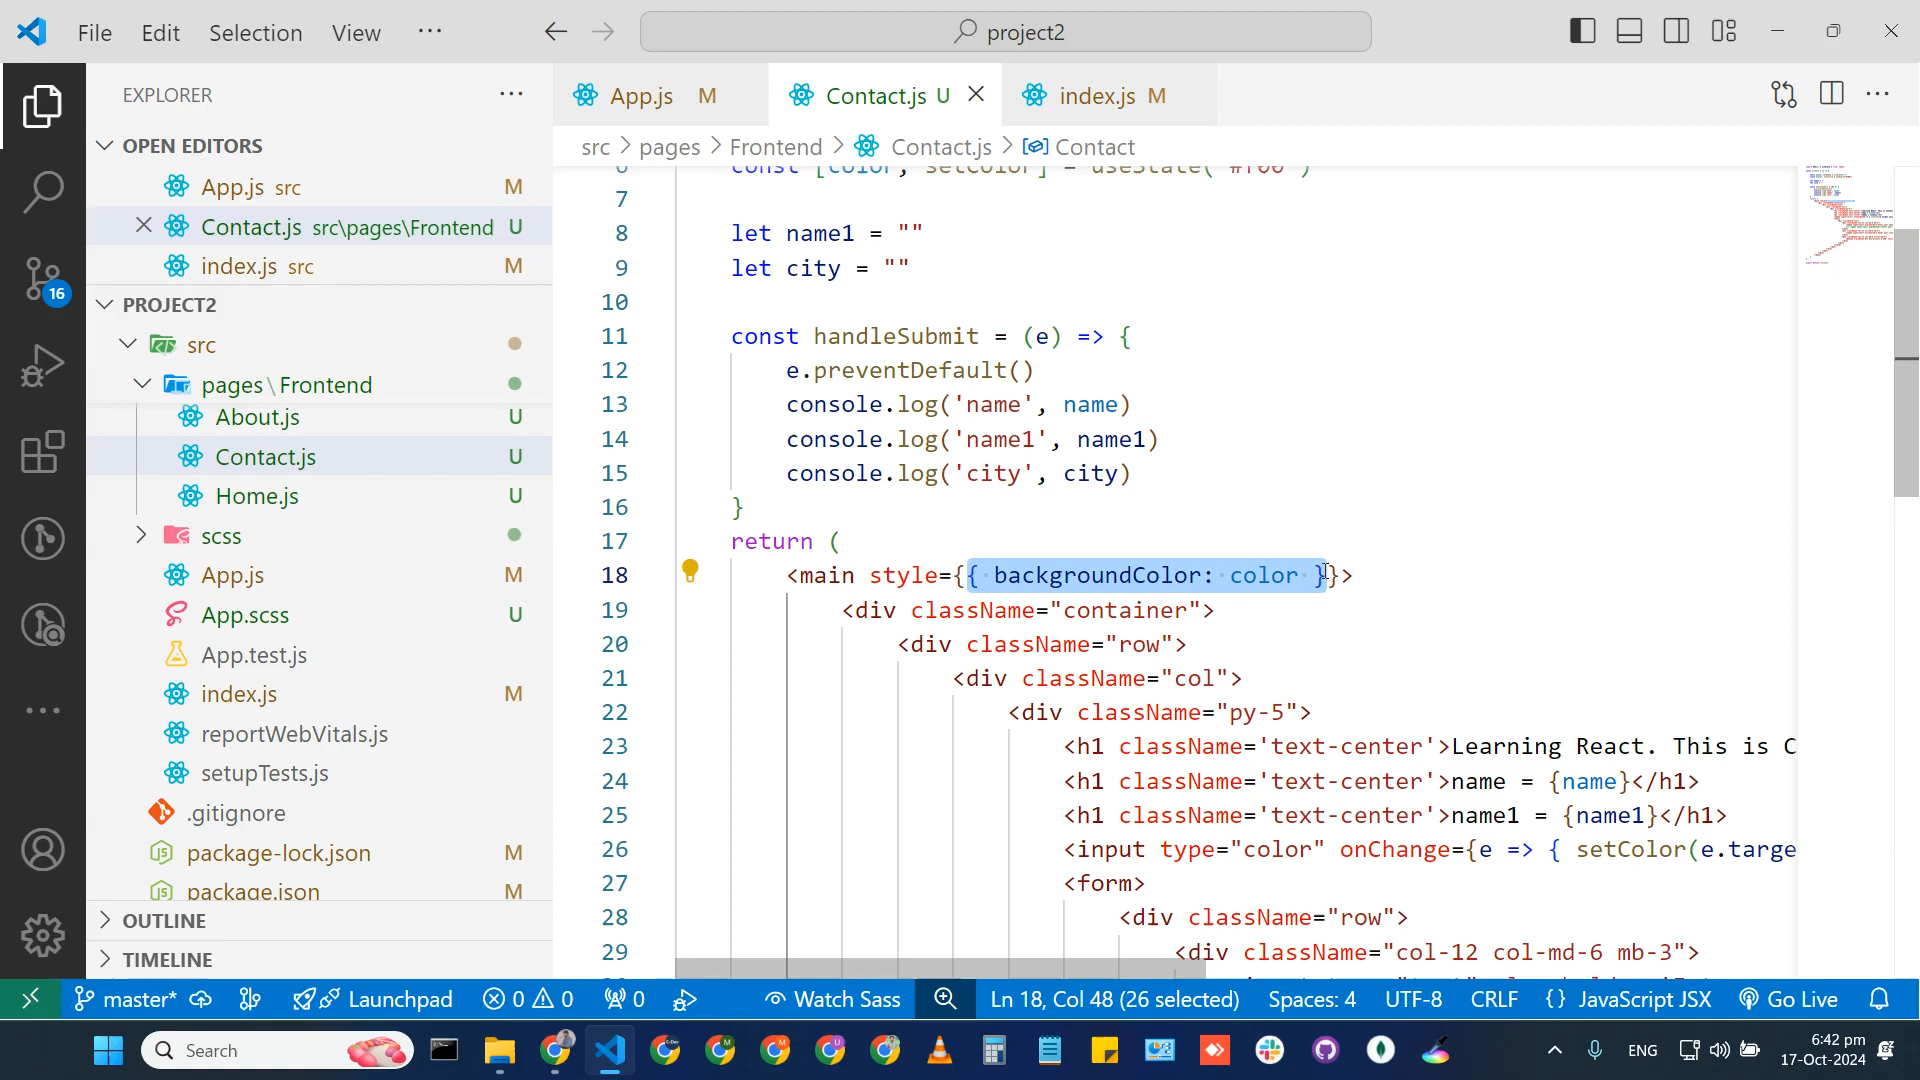 File Edit Selection View ··· project2
EXPLORER ···
OPEN EDITORS
App.js src M
Contact.js src\pages\Frontend U
index.js src M
PROJECT2
src
pages\Frontend
About.js U
Contact.js U
Home.js U
scss
App.js M
App.scss U
App.test.js
index.js M
reportWebVitals.js
setupTests.js
.gitignore
package-lock.json M
package.json M
OUTLINE
TIMELINE
16
App.js M Contact.js U index.js M
src > pages > Frontend > Contact.js > Contact
6 const [color, setColor] = useState("#f00")
7
8 let name1 = ""
9 let city = ""
10
11 const handleSubmit = (e) => {
12 e.preventDefault()
13 console.log('name', name)
14 console.log('name1', name1)
15 console.log('city', city)
16 }
17 return (
18 <main style={{ backgroundColor: color }}>
19 <div className="container">
20 <div className="row">
21 <div className="col">
22 <div className="py-5">
23 <h1 className='text-center'>Learning React. This is C
24 <h1 className='text-center'>name = {name}</h1>
25 <h1 className='text-center'>name1 = {name1}</h1>
26 <input type="color" onChange={e => { setColor(e.targe
27 <form>
28 <div className="row">
29 <div className="col-12 col-md-6 mb-3">
master* Launchpad 0 0 0 Watch Sass Ln 18, Col 48 (26 selected) Spaces: 4 UTF-8 CRLF {} JavaScript JSX Go Live
Search ENG 6:42 pm
17-Oct-2024